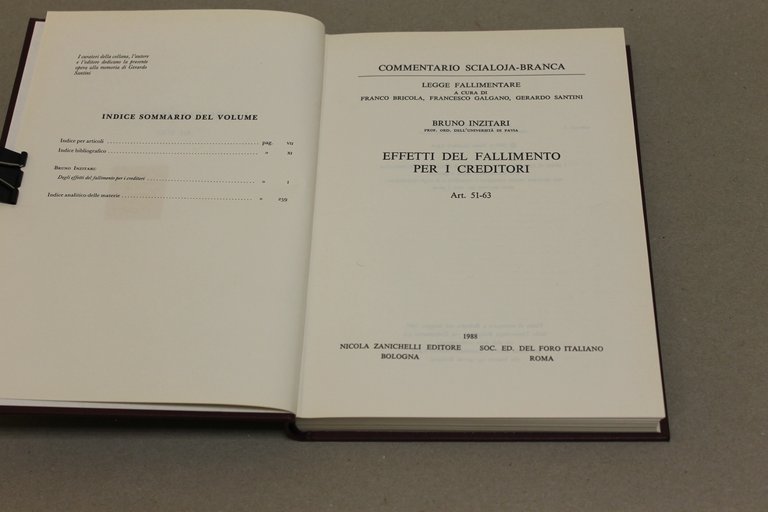 I curatori della collana, l'autore
e l'editore dedicano la presente
opera alla memoria di Gerardo
Santini
INDICE SOMMARIO DEL VOLUME
Indice per articoli pag. VII
Indice bibliografico » XI
BRUNO INZITARI:
Degli effetti del fallimento per i creditori » 1
Indice analitico delle materie » 259
COMMENTARIO SCIALOJA-BRANCA
LEGGE FALLIMENTARE
A CURA DI
FRANCO BRICOLA, FRANCESCO GALGANO, GERARDO SANTINI
BRUNO INZITARI
PROF. ORD. DELL'UNIVERSITÀ DI PAVIA
EFFETTI DEL FALLIMENTO
PER I CREDITORI
Art. 51-63
1988
NICOLA ZANICHELLI EDITORE SOC. ED. DEL FORO ITALIANO
BOLOGNA ROMA